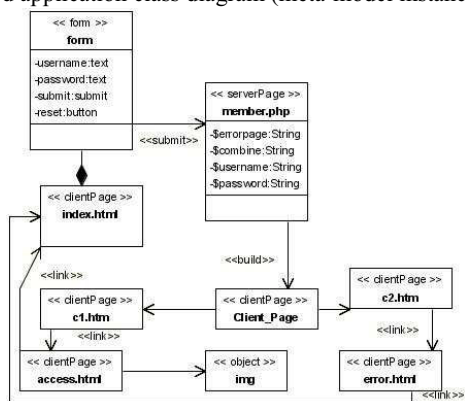 d application class diagram (meta-model instance
<< form >>
form
-username:text
-password:text
-submit:submit
-reset:button
<<submit>>
<< serverPage >>
member.php
-$errorpage:String
-$combine:String
-$username:String
-$password:String
<< clientPage >>
index.html
<<build>>
<<link>>
<< clientPage >>
c1.htm
<< clientPage >>
Client_Page
<< clientPage >>
c2.htm
<<link>>
<<link>>
<< clientPage >>
access.html
<< object >>
img
<< clientPage >>
error.html
<<link>>